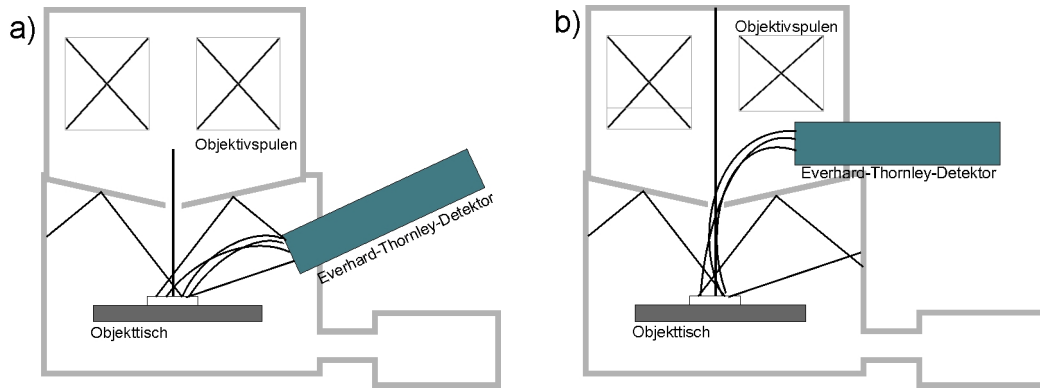 a)
Objektivspulen
Everhard-Thornley-Detektor
Objekttisch
b)
Objektivspulen
Everhard-Thornley-Detektor
Objekttisch